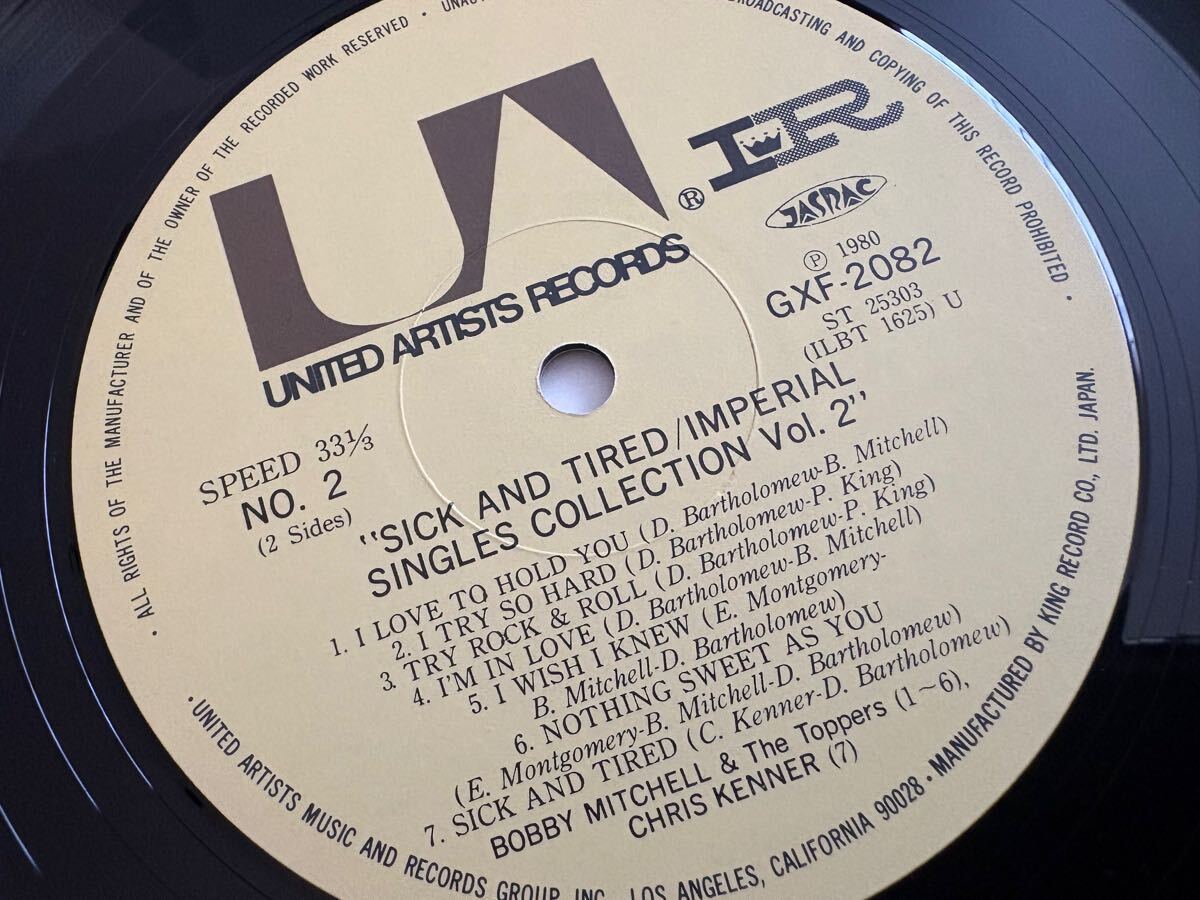 · ALL RIGHTS OF THE MANUFACTURER AND OF THE OWNER OF THE RECORDED WORK RESERVED ·
BROADCASTING AND COPYING OF THIS RECORD PROHIBITED ·
UA
®
IR
JASRAC
UNITED ARTISTS RECORDS
Ⓟ 1980
GXF-2082
ST 25303
(ILBT 1625) U
SPEED 33⅓
NO. 2
(2 Sides)
"SICK AND TIRED/IMPERIAL
SINGLES COLLECTION Vol. 2"
1. I LOVE TO HOLD YOU (D. Bartholomew-B. Mitchell)
2. I TRY SO HARD (D. Bartholomew-P. King)
3. TRY ROCK & ROLL (D. Bartholomew-P. King)
4. I'M IN LOVE (D. Bartholomew-B. Mitchell)
5. I WISH I KNEW (E. Montgomery-
B. Mitchell-D. Bartholomew)
6. NOTHING SWEET AS YOU
(E. Montgomery-B. Mitchell-D. Bartholomew)
7. SICK AND TIRED (C. Kenner-D. Bartholomew)
BOBBY MITCHELL & The Toppers (1~6),
CHRIS KENNER (7)
· UNITED ARTISTS MUSIC AND RECORDS GROUP, INC., LOS ANGELES, CALIFORNIA 90028 · MANUFACTURED BY KING RECORD CO., LTD. JAPAN.